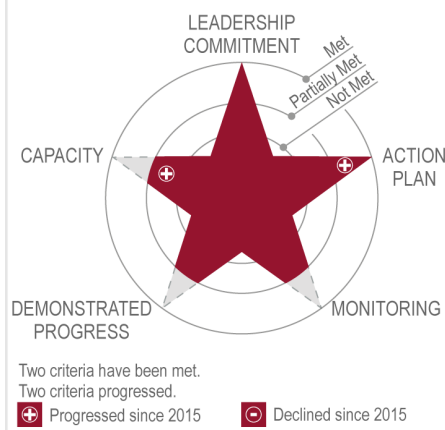 LEADERSHIP
COMMITMENT
Met
Partially Met
Not Met
CAPACITY
ACTION
PLAN
DEMONSTRATED
PROGRESS
MONITORING
Two criteria have been met.
Two criteria progressed.
Progressed since 2015
Declined since 2015